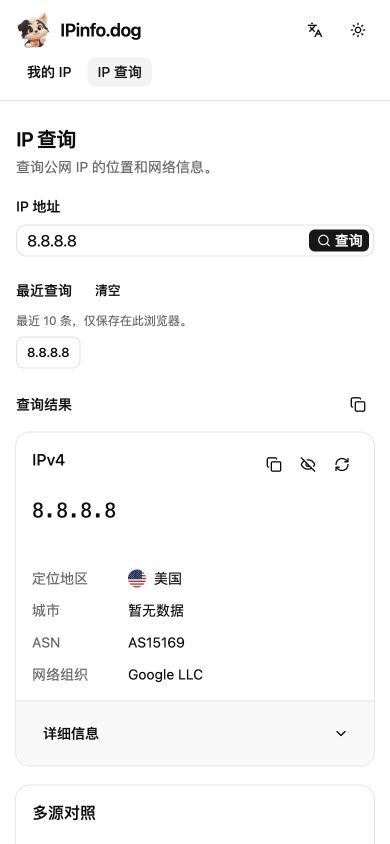 IPinfo.dog
我的 IP
IP 查询
IP 查询
查询公网 IP 的位置和网络信息。
IP 地址
8.8.8.8
查询
最近查询
清空
最近 10 条，仅保存在此浏览器。
8.8.8.8
查询结果
IPv4
8.8.8.8
定位地区 美国
城市 暂无数据
ASN AS15169
网络组织 Google LLC
详细信息
多源对照